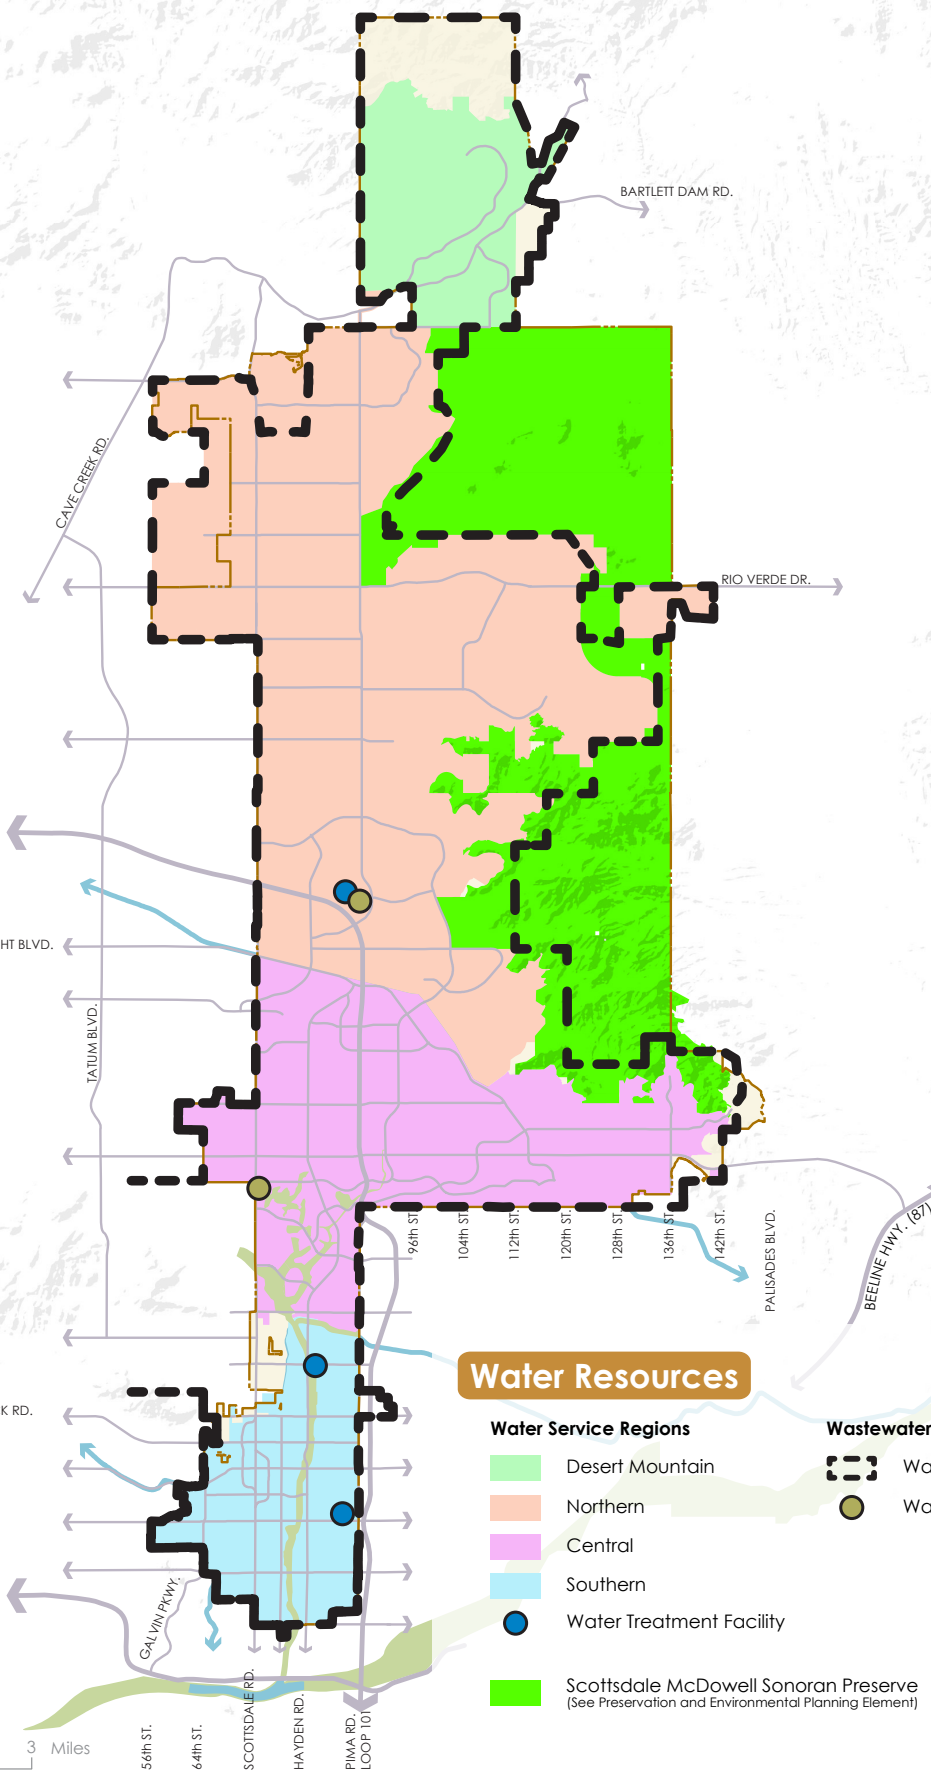 BARTLETT DAM RD.
CAVE CREEK RD.
RIO VERDE DR.
HT BLVD.
TATUM BLVD.
96th ST.
104th ST.
112th ST.
120th ST.
128th ST.
136th ST.
142th ST.
PALISADES BLVD.
BEELINE HWY. (87)
K RD.
Water Resources
Water Service Regions
Desert Mountain
Northern
Central
Southern
Water Treatment Facility
Scottsdale McDowell Sonoran Preserve
(See Preservation and Environmental Planning Element)
Wastewater
Wa
Wa
GALVIN PKWY.
56th ST.
64th ST.
SCOTTSDALE RD.
HAYDEN RD.
PIMA RD.
LOOP 101
3 Miles